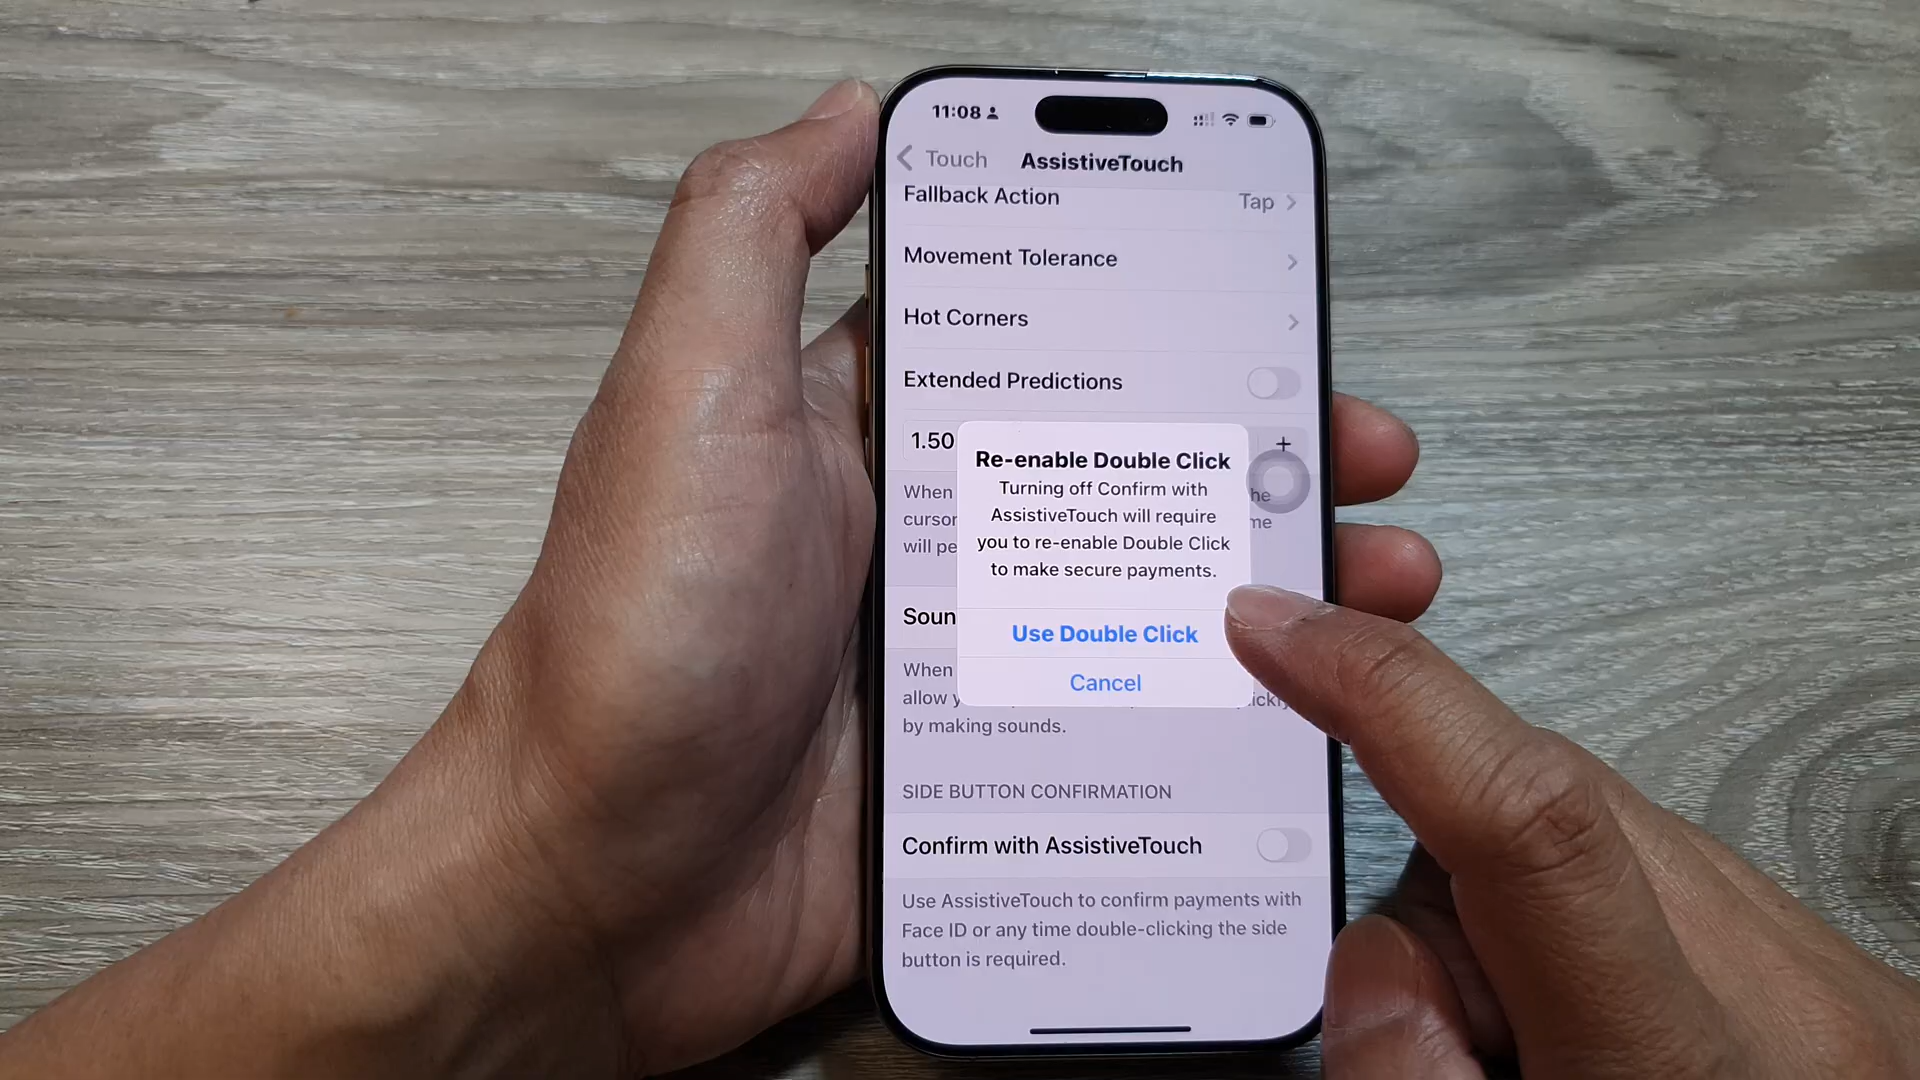 11:08
Touch
AssistiveTouch
Fallback Action
Tap
Movement Tolerance
Hot Corners
Extended Predictions
1.50
+
Re-enable Double Click
Turning off Confirm with
AssistiveTouch will require
you to re-enable Double Click
to make secure payments.
Use Double Click
Cancel
When
he
cursor
me
will pe
Soun
When
allow y
ickly
by making sounds.
SIDE BUTTON CONFIRMATION
Confirm with AssistiveTouch
Use AssistiveTouch to confirm payments with
Face ID or any time double-clicking the side
button is required.